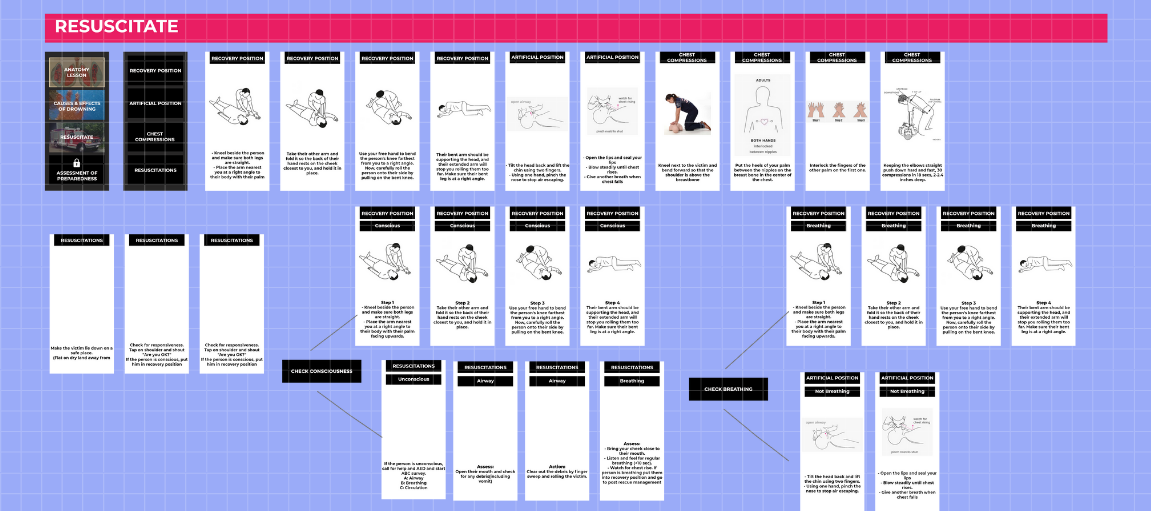 RESUSCITATE
ANATOMY
LESSON
CAUSES & EFFECTS
OF DROWNING
RESUSCITATE
ASSESSMENT OF
PREPAREDNESS
RECOVERY POSITION
ARTIFICIAL POSITION
CHEST
COMPRESSIONS
RESUSCITATIONS
RECOVERY POSITION
- Kneel beside the person
and make sure both legs
are straight.
- Place the arm nearest
you at a right angle to
their body with their palm
RECOVERY POSITION
Take their other arm and
fold it so the back of their
hand rests on the cheek
closest to you, and hold it in
place.
RECOVERY POSITION
Use your free hand to bend
the person's knee farthest
from you to a right angle.
Now, carefully roll the
person onto their side by
pulling on the bent knee.
RECOVERY POSITION
Their bent arm should be
supporting the head, and
their extended arm will
stop you rolling them too
far. Make sure their bent
leg is at a right angle.
ARTIFICIAL POSITION
- Tilt the head back and lift the
chin using two fingers.
- Using one hand, pinch the
nose to stop air escaping.
ARTIFICIAL POSITION
watch for
chest rising
- Open the lips and seal your
lips
- Blow steadily until chest
rises.
- Give another breath when
chest falls
CHEST
COMPRESSIONS
Kneel next to the victim and
bend forward so that the
shoulder is above the
breastbone
CHEST
COMPRESSIONS
ADULTS
BOTH HANDS
interlocked
extension nipples
Put the heels of your palm
between the nipples on the
breast bone in the center of
the chest.
CHEST
COMPRESSIONS
Interlock the fingers of the
other palm on the first one.
CHEST
COMPRESSIONS
Keeping the elbows straight
push down hard and fast, 30
compressions in 18 secs, 2-2.4
inches deep.
RESUSCITATIONS
Make the victim lie down on a
safe place.
(Flat on dry land away from
RESUSCITATIONS
Check for responsiveness.
Tap on shoulder and shout
"Are you OK?"
If the person is conscious, put
him in recovery position
RESUSCITATIONS
Check for responsiveness.
Tap on shoulder and shout
"Are you OK?"
If the person is conscious, put
him in recovery position
CHECK CONSCIOUSNESS
RECOVERY POSITION
Conscious
Step 1
- Kneel beside the person
and make sure both legs
are straight.
- Place the arm nearest
you at a right angle to
their body with their palm
facing upwards.
RECOVERY POSITION
Conscious
Step 2
Take their other arm and
fold it so the back of their
hand rests on the cheek
closest to you, and hold it in
place.
RECOVERY POSITION
Conscious
Step 3
Use your free hand to bend
the person's knee farthest
from you to a right angle.
Now, carefully roll the
person onto their side by
pulling on the bent knee.
RECOVERY POSITION
Conscious
Step 4
Their bent arm should be
supporting the head, and
their extended arm will
stop you rolling them too
far. Make sure their bent
leg is at a right angle.
RESUSCITATIONS
Unconscious
If the person is unconscious,
call for help and AED and start
ABC survey.
A: Airway
B: Breathing
C: Circulation
RESUSCITATIONS
Airway
Assess:
Open their mouth and check
for any debris(including
vomit)
RESUSCITATIONS
Airway
Action:
Clear out the debris by finger
sweep and rolling the victim.
RESUSCITATIONS
Breathing
Assess:
- Bring your cheek close to
their mouth.
- Listen and feel for regular
breathing (<10 sec).
- Watch for chest rise. If
person is breathing put them
into recovery position and go
to post rescue management
CHECK BREATHING
RECOVERY POSITION
Breathing
Step 1
- Kneel beside the person
and make sure both legs
are straight.
- Place the arm nearest
you at a right angle to
their body with their palm
facing upwards.
RECOVERY POSITION
Breathing
Step 2
Take their other arm and
fold it so the back of their
hand rests on the cheek
closest to you, and hold it in
place.
RECOVERY POSITION
Breathing
Step 3
Use your free hand to bend
the person's knee farthest
from you to a right angle.
Now, carefully roll the
person onto their side by
pulling on the bent knee.
RECOVERY POSITION
Breathing
Step 4
Their bent arm should be
supporting the head, and
their extended arm will
stop you rolling them too
far. Make sure their bent
leg is at a right angle.
ARTIFICIAL POSITION
Not Breathing
- Tilt the head back and lift
the chin using two fingers.
- Using one hand, pinch the
nose to stop air escaping.
ARTIFICIAL POSITION
Not Breathing
watch for
chest rising
- Open the lips and seal your
lips
- Blow steadily until chest
rises.
- Give another breath when
chest falls